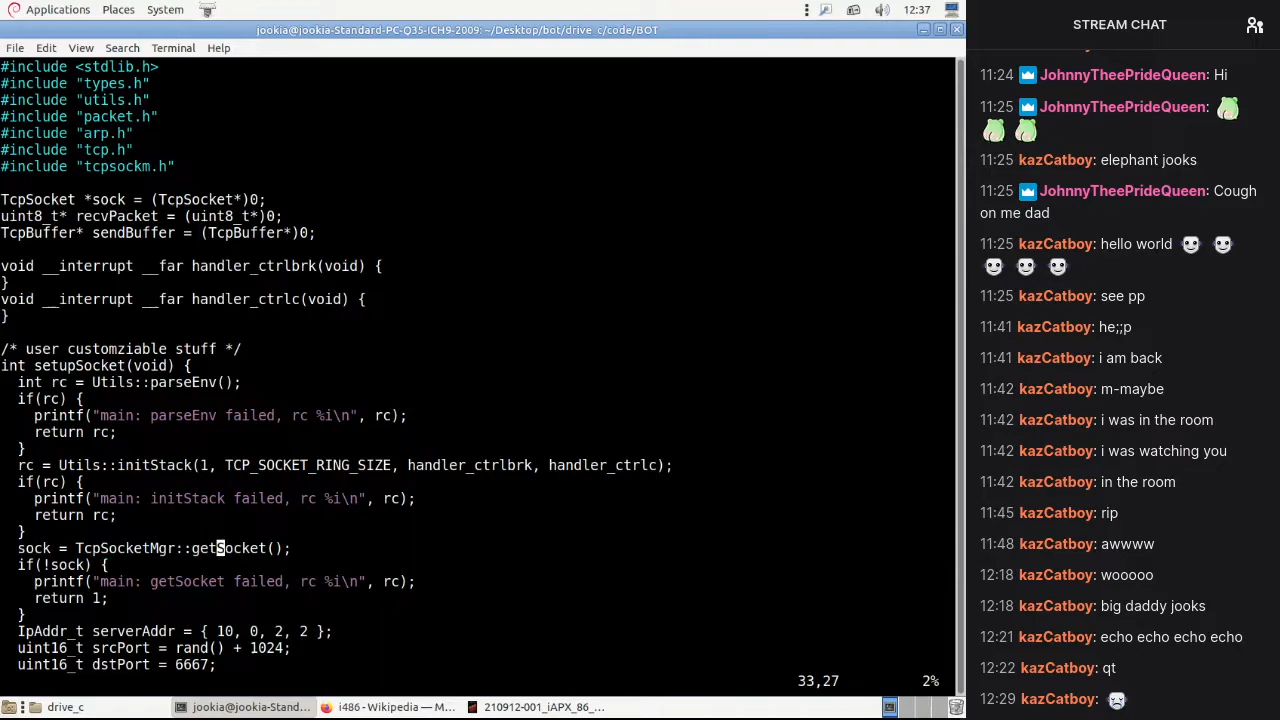 Applications Places System 12:37
jookia@jookia-Standard-PC-Q35-ICH9-2009: ~/Desktop/bot/drive_c/code/BOT
File Edit View Search Terminal Help
#include <stdlib.h>
#include "types.h"
#include "utils.h"
#include "packet.h"
#include "arp.h"
#include "tcp.h"
#include "tcpsockm.h"
TcpSocket *sock = (TcpSocket*)0;
uint8_t* recvPacket = (uint8_t*)0;
TcpBuffer* sendBuffer = (TcpBuffer*)0;
void __interrupt __far handler_ctrlbrk(void) {
}
void __interrupt __far handler_ctrlc(void) {
}
/* user customziable stuff */
int setupSocket(void) {
int rc = Utils::parseEnv();
if(rc) {
printf("main: parseEnv failed, rc %i\n", rc);
return rc;
}
rc = Utils::initStack(1, TCP_SOCKET_RING_SIZE, handler_ctrlbrk, handler_ctrlc);
if(rc) {
printf("main: initStack failed, rc %i\n", rc);
return rc;
}
sock = TcpSocketMgr::getSocket();
if(!sock) {
printf("main: getSocket failed, rc %i\n", rc);
return 1;
}
IpAddr_t serverAddr = { 10, 0, 2, 2 };
uint16_t srcPort = rand() + 1024;
uint16_t dstPort = 6667;
33,27 2%
drive_c jookia@jookia-Stand... i486 - Wikipedia — M... 210912-001_iAPX_86_...
STREAM CHAT
11:24 JohnnyTheePrideQueen: Hi
11:25 JohnnyTheePrideQueen:
11:25 kazCatboy: elephant jooks
11:25 JohnnyTheePrideQueen: Cough
on me dad
11:25 kazCatboy: hello world
11:25 kazCatboy: see pp
11:41 kazCatboy: he;;p
11:41 kazCatboy: i am back
11:42 kazCatboy: m-maybe
11:42 kazCatboy: i was in the room
11:42 kazCatboy: i was watching you
11:42 kazCatboy: in the room
11:45 kazCatboy: rip
11:48 kazCatboy: awwww
12:18 kazCatboy: wooooo
12:18 kazCatboy: big daddy jooks
12:21 kazCatboy: echo echo echo echo
12:22 kazCatboy: qt
12:29 kazCatboy: